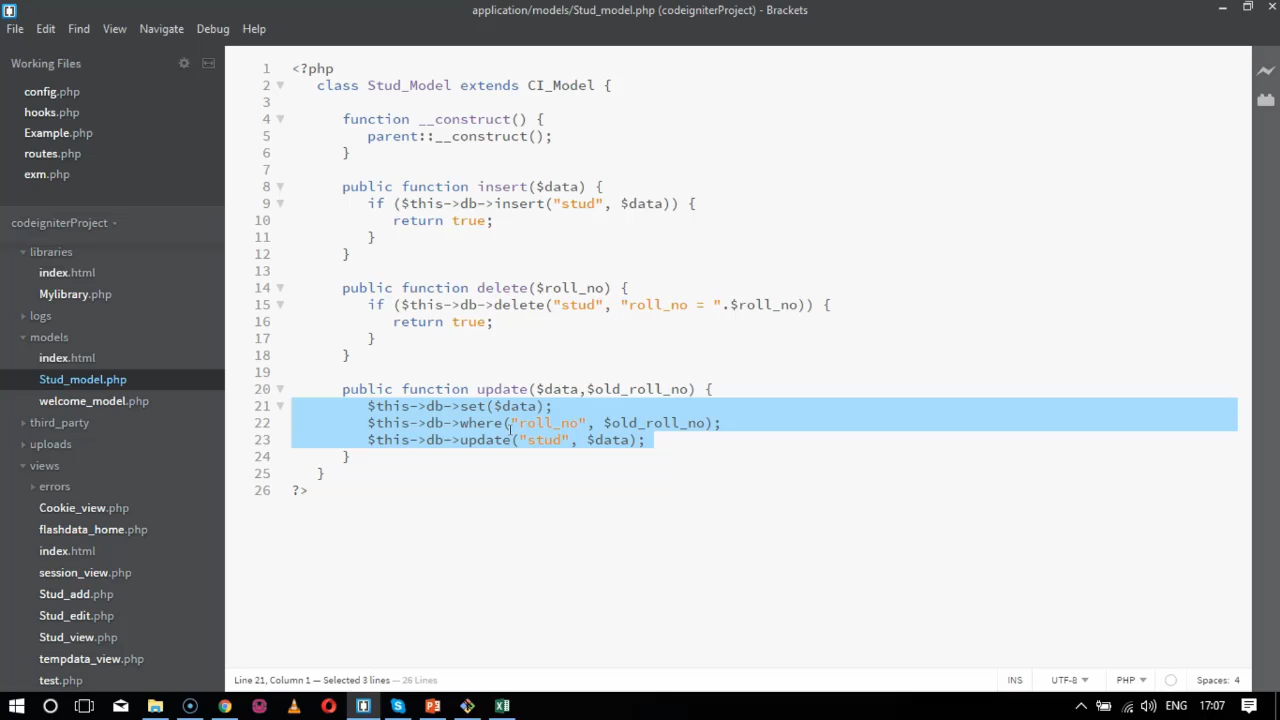 application/models/Stud_model.php (codeigniterProject) - Brackets
File Edit Find View Navigate Debug Help
Working Files
config.php
hooks.php
Example.php
routes.php
exm.php
codeigniterProject
libraries
index.html
Mylibrary.php
logs
models
index.html
Stud_model.php
welcome_model.php
third_party
uploads
views
errors
Cookie_view.php
flashdata_home.php
index.html
session_view.php
Stud_add.php
Stud_edit.php
Stud_view.php
tempdata_view.php
test.php
1 <?php
2 class Stud_Model extends CI_Model {
3
4 function __construct() {
5 parent::__construct();
6 }
7
8 public function insert($data) {
9 if ($this->db->insert("stud", $data)) {
10 return true;
11 }
12 }
13
14 public function delete($roll_no) {
15 if ($this->db->delete("stud", "roll_no = ".$roll_no)) {
16 return true;
17 }
18 }
19
20 public function update($data,$old_roll_no) {
21 $this->db->set($data);
22 $this->db->where("roll_no", $old_roll_no);
23 $this->db->update("stud", $data);
24 }
25 }
26 ?>
Line 21, Column 1 — Selected 3 lines — 26 Lines
INS UTF-8 PHP Spaces: 4
ENG 17:07